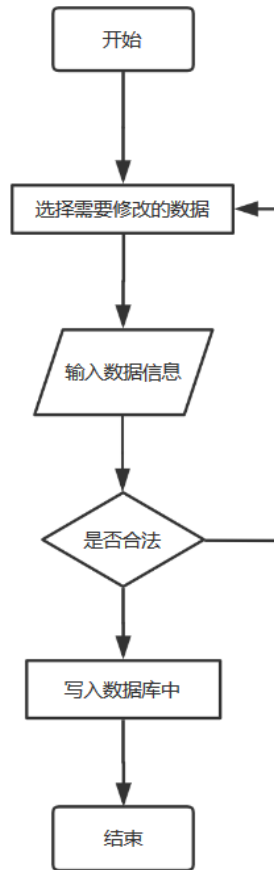 开始
选择需要修改的数据
输入数据信息
是否合法
写入数据库中
结束